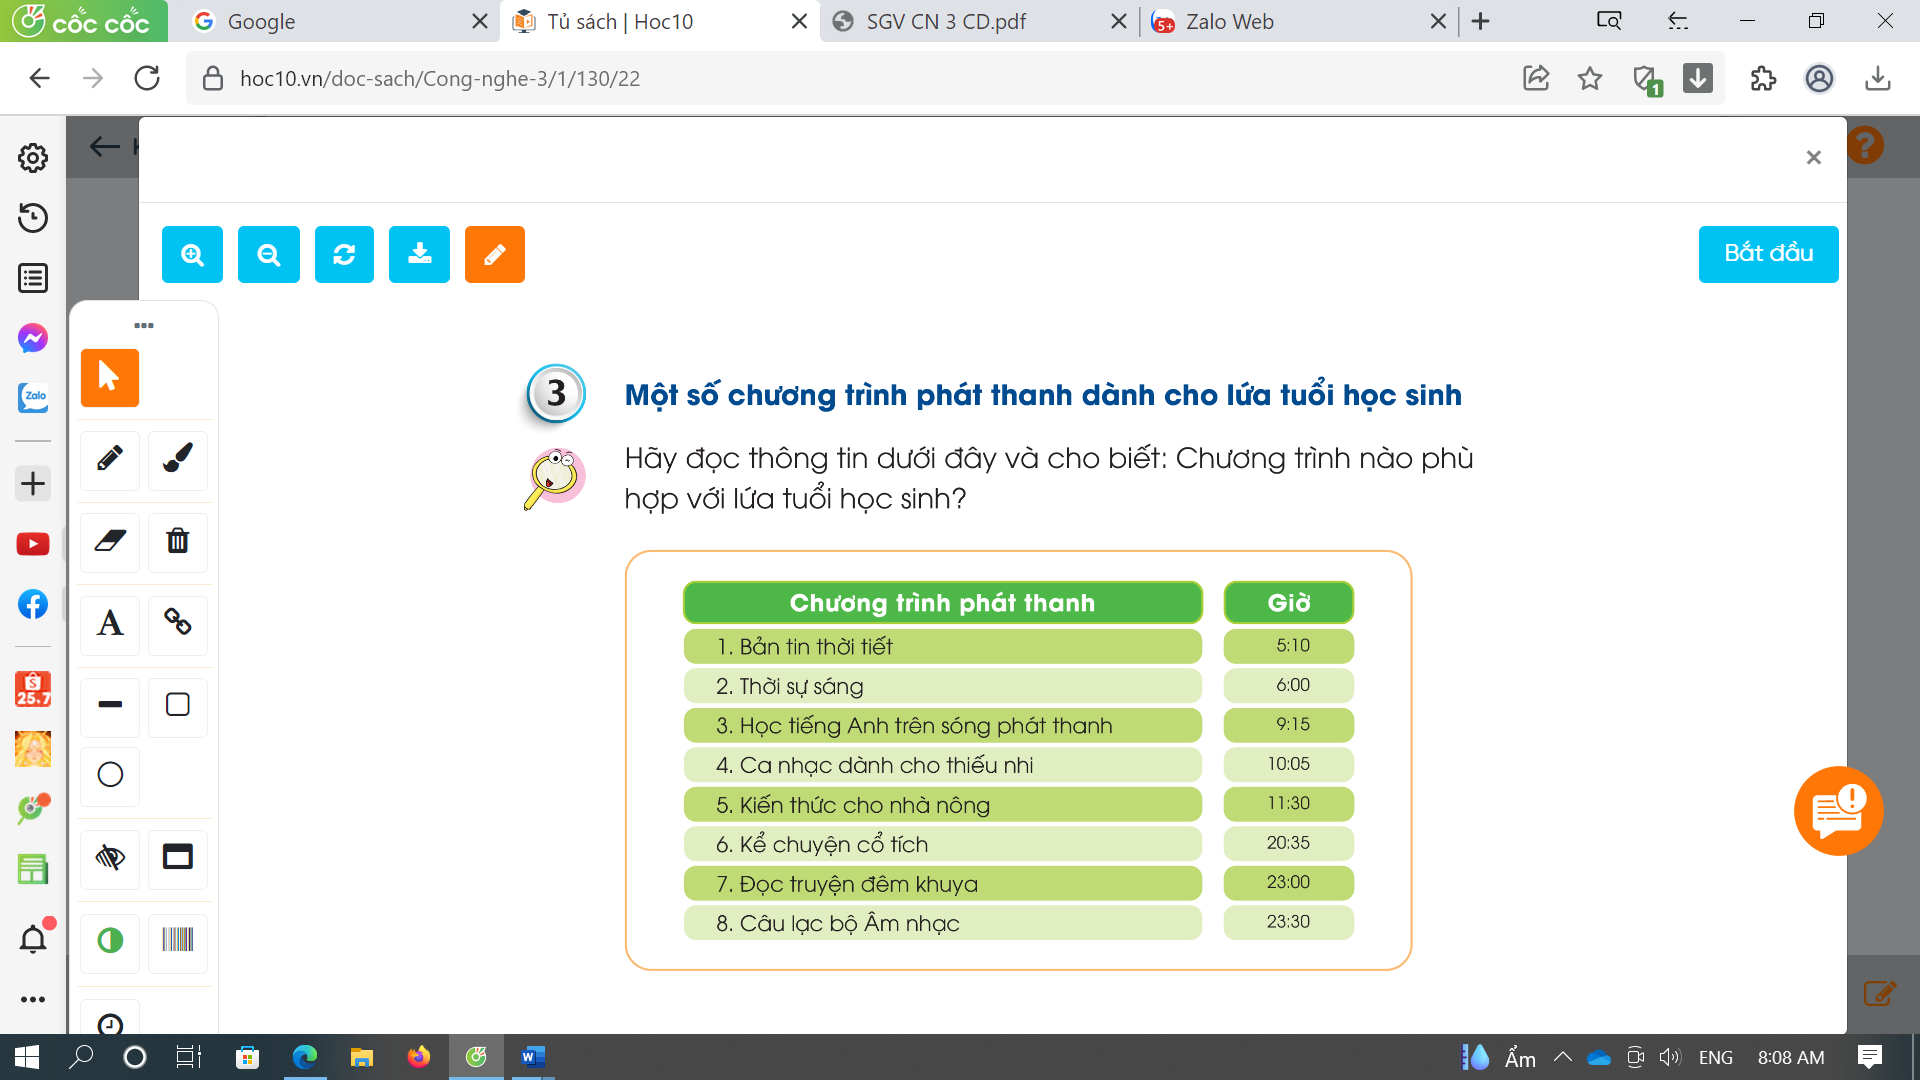 cốc cốc
Google
Tủ sách | Hoc10
SGV CN 3 CD.pdf
5+
Zalo Web
hoc10.vn/doc-sach/Cong-nghe-3/1/130/22
1
Bắt đầu
Zalo
3
Một số chương trình phát thanh dành cho lứa tuổi học sinh
Hãy đọc thông tin dưới đây và cho biết: Chương trình nào phù
hợp với lứa tuổi học sinh?
Chương trình phát thanh Giờ
1. Bản tin thời tiết 5:10
2. Thời sự sáng 6:00
3. Học tiếng Anh trên sóng phát thanh 9:15
4. Ca nhạc dành cho thiếu nhi 10:05
5. Kiến thức cho nhà nông 11:30
6. Kể chuyện cổ tích 20:35
7. Đọc truyện đêm khuya 23:00
8. Câu lạc bộ Âm nhạc 23:30
A
S
25.7
W
Ẩm
ENG
8:08 AM